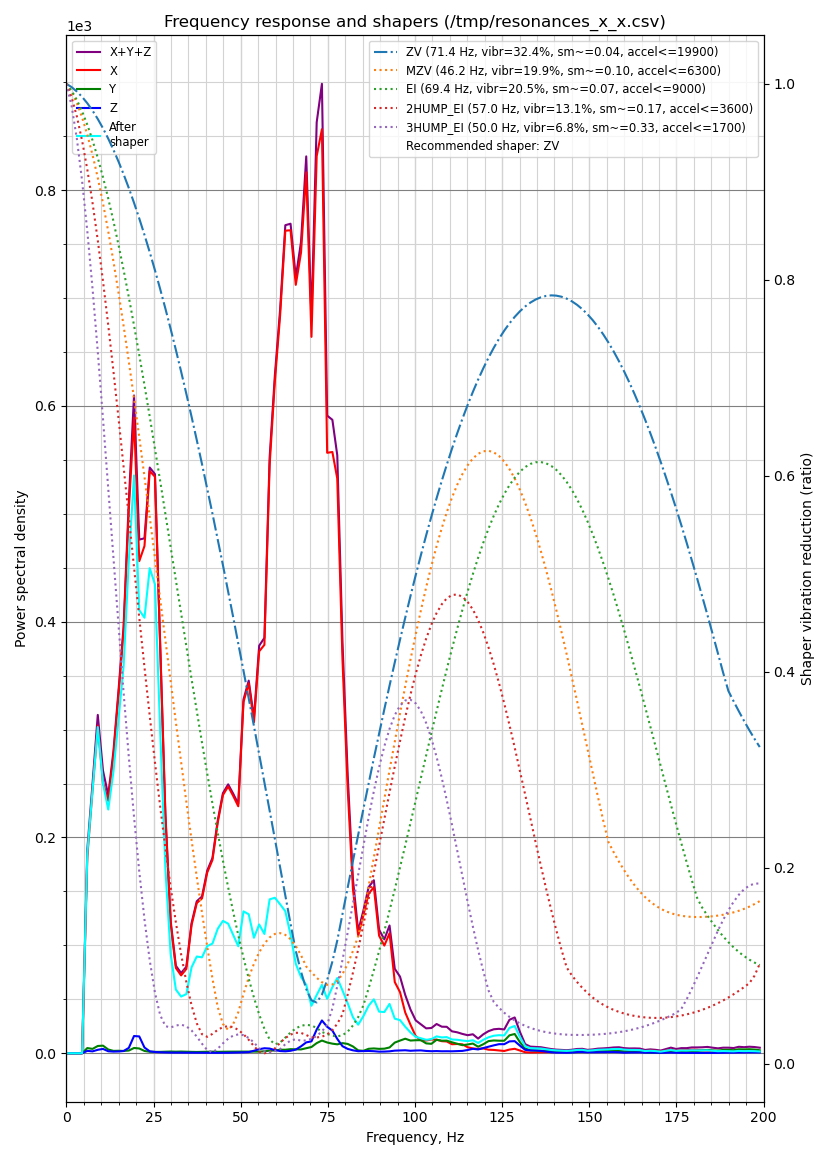 Frequency response and shapers (/tmp/resonances_x_x.csv)
1e3
X+Y+Z
X
Y
Z
After
shaper
ZV (71.4 Hz, vibr=32.4%, sm~=0.04, accel<=19900)
MZV (46.2 Hz, vibr=19.9%, sm~=0.10, accel<=6300)
EI (69.4 Hz, vibr=20.5%, sm~=0.07, accel<=9000)
2HUMP_EI (57.0 Hz, vibr=13.1%, sm~=0.17, accel<=3600)
3HUMP_EI (50.0 Hz, vibr=6.8%, sm~=0.33, accel<=1700)
Recommended shaper: ZV
Power spectral density
0.8
0.6
0.4
0.2
0.0
1.0
0.8
0.6
0.4
0.2
0.0
Shaper vibration reduction (ratio)
0 25 50 75 100 125 150 175 200
Frequency, Hz